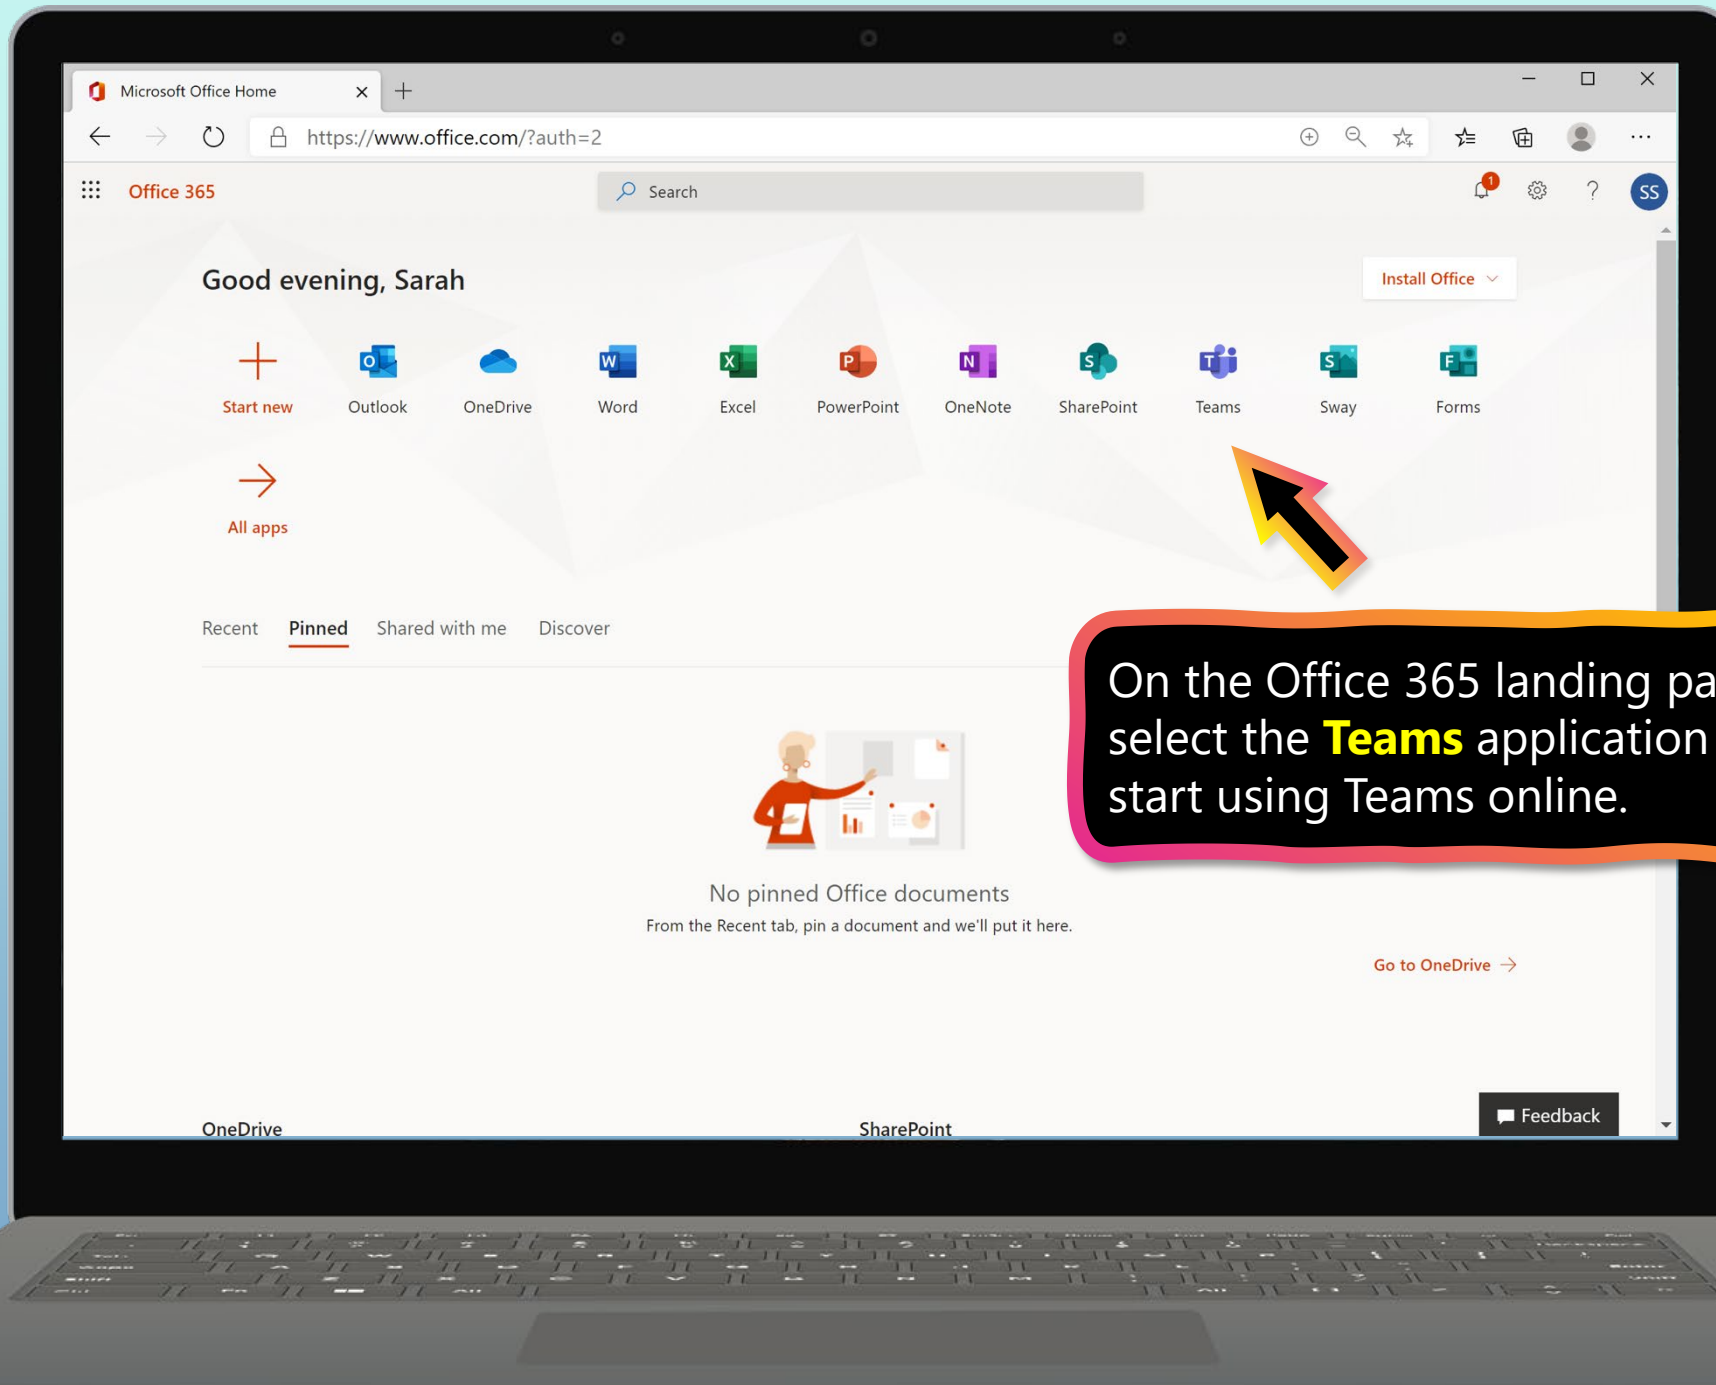 Microsoft Office Home
https://www.office.com/?auth=2
Office 365
Search
1
?
SS
Good evening, Sarah
Install Office
Start new
Outlook
OneDrive
Word
Excel
PowerPoint
OneNote
SharePoint
Teams
Sway
Forms
All apps
Recent
Pinned
Shared with me
Discover
On the Office 365 landing pa
select the Teams application
start using Teams online.
No pinned Office documents
From the Recent tab, pin a document and we'll put it here.
Go to OneDrive
OneDrive
SharePoint
Feedback